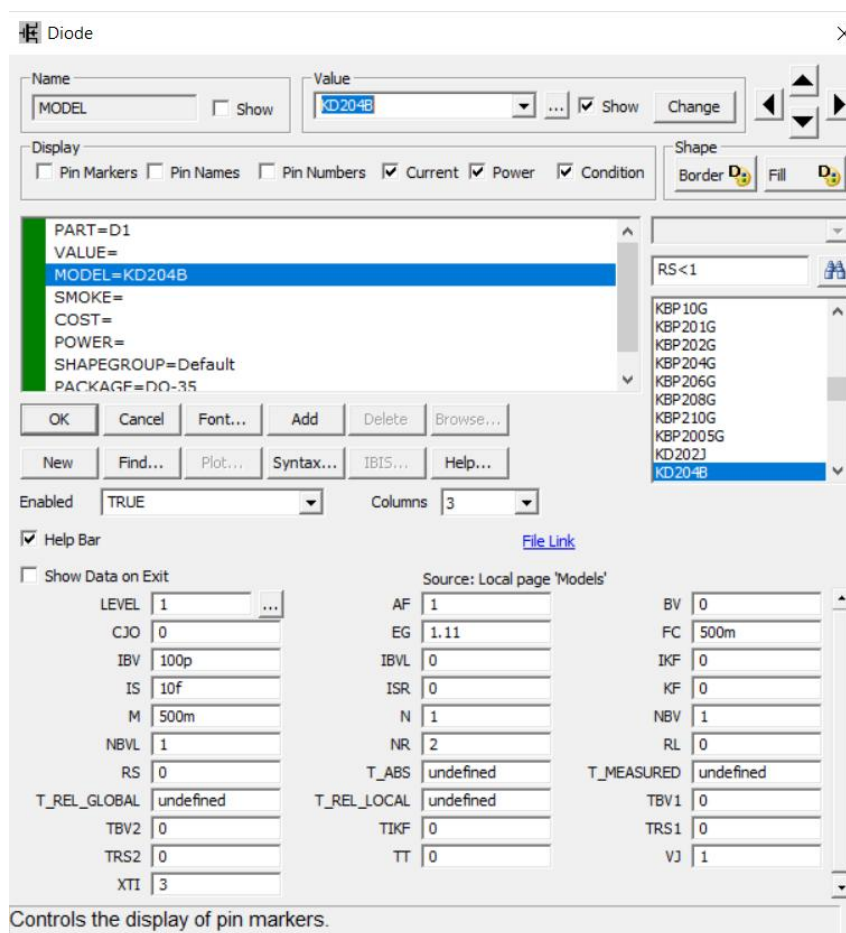 Diode
Name
Value
MODEL
Show
KD204B
...
Show
Change
Display
Pin Markers
Pin Names
Pin Numbers
Current
Power
Condition
Shape
Border
Fill
PART=D1
VALUE=
MODEL=KD204B
SMOKE=
COST=
POWER=
SHAPEGROUP=Default
PACKAGE=DO-35
RS<1
KBP10G
KBP201G
KBP202G
KBP204G
KBP206G
KBP208G
KBP210G
KBP2005G
KD202J
KD204B
OK
Cancel
Font...
Add
Delete
Browse...
New
Find...
Plot...
Syntax...
IBIS...
Help...
Enabled
TRUE
Columns
3
Help Bar
File Link
Show Data on Exit
Source: Local page 'Models'
LEVEL 1 ... AF 1 BV 0
CJO 0 EG 1.11 FC 500m
IBV 100p IBVL 0 IKF 0
IS 10f ISR 0 KF 0
M 500m N 1 NBV 1
NBVL 1 NR 2 RL 0
RS 0 T_ABS undefined T_MEASURED undefined
T_REL_GLOBAL undefined T_REL_LOCAL undefined TBV1 0
TBV2 0 TIKF 0 TRS1 0
TRS2 0 TT 0 VJ 1
XTI 3
Controls the display of pin markers.